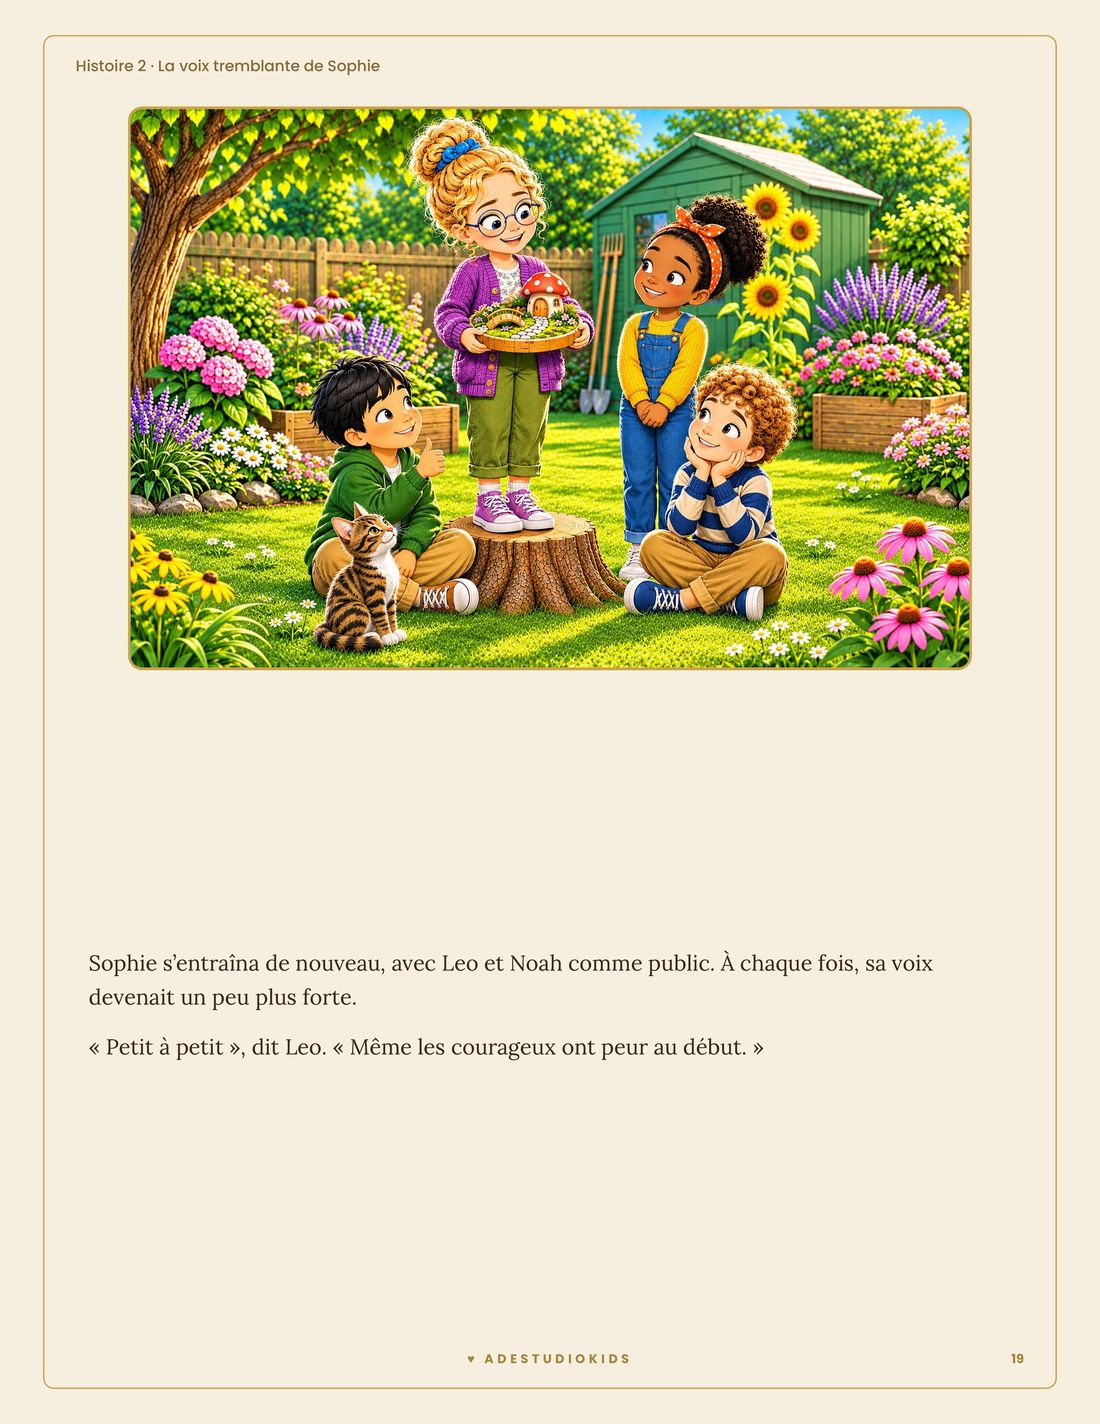 Histoire 2 · La voix tremblante de Sophie
Sophie s’entraîna de nouveau, avec Leo et Noah comme public. À chaque fois, sa voix
devenait un peu plus forte.
« Petit à petit », dit Leo. « Même les courageux ont peur au début. »
♥ ADESTUDIOKIDS
19